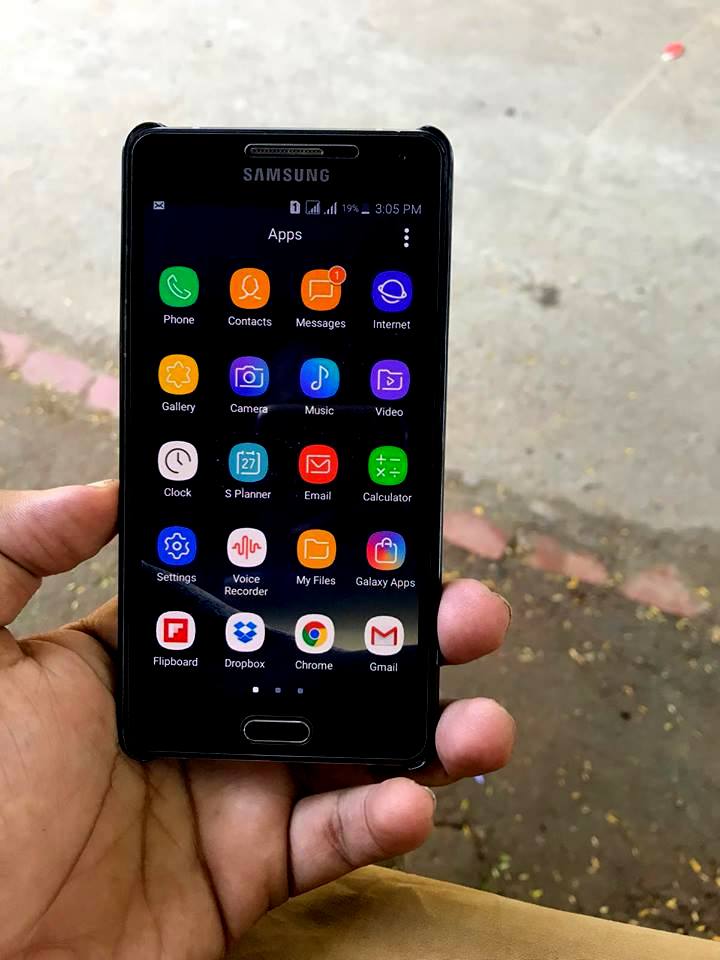 SAMSUNG
1 19% 3:05 PM
Apps
1
Phone Contacts Messages Internet
Gallery Camera Music Video
27
Clock S Planner Email Calculator
Settings Voice Recorder My Files Galaxy Apps
Flipboard Dropbox Chrome Gmail